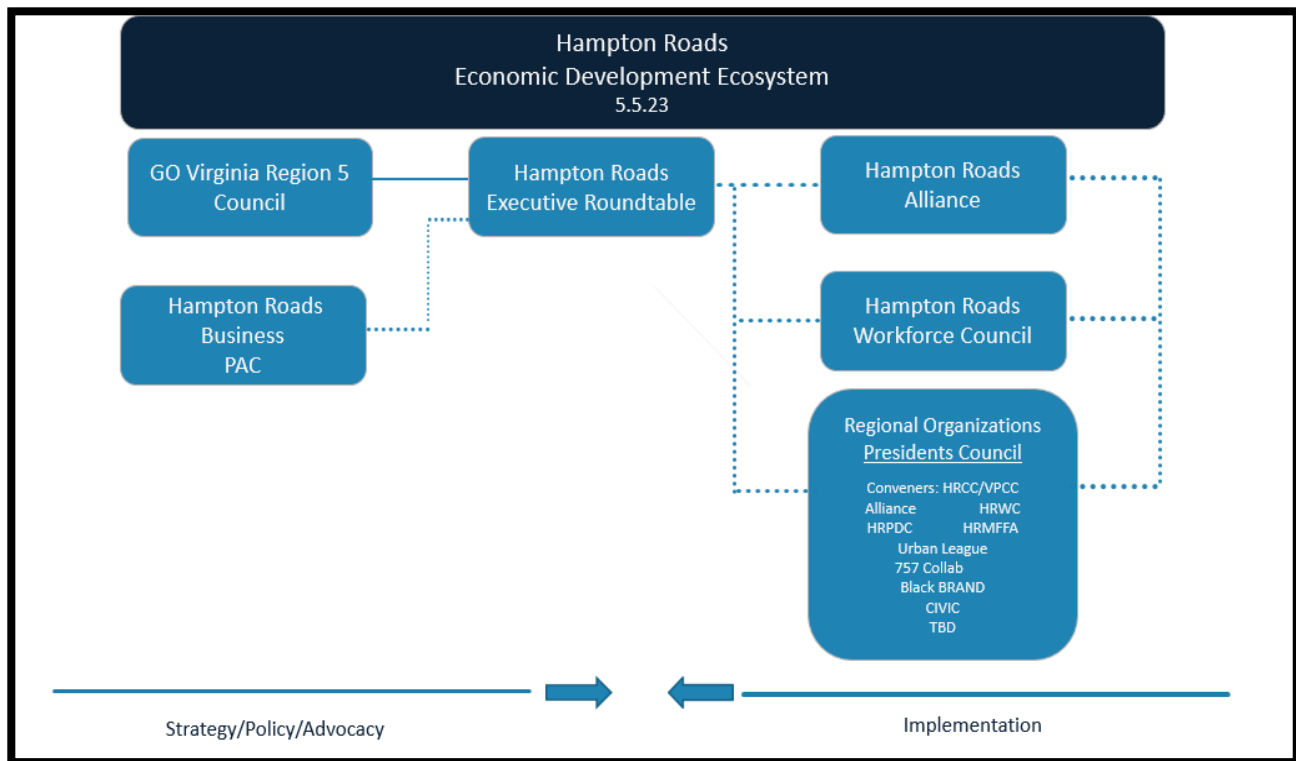 Hampton Roads
Economic Development Ecosystem
5.5.23
GO Virginia Region 5
Council
Hampton Roads
Executive Roundtable
Hampton Roads
Alliance
Hampton Roads
Business
PAC
Hampton Roads
Workforce Council
Regional Organizations
Presidents Council
Conveners: HRCC/VPCC
Alliance HRWC
HRPDC HRMFFA
Urban League
757 Collab
Black BRAND
CIVIC
TBD
Strategy/Policy/Advocacy
Implementation